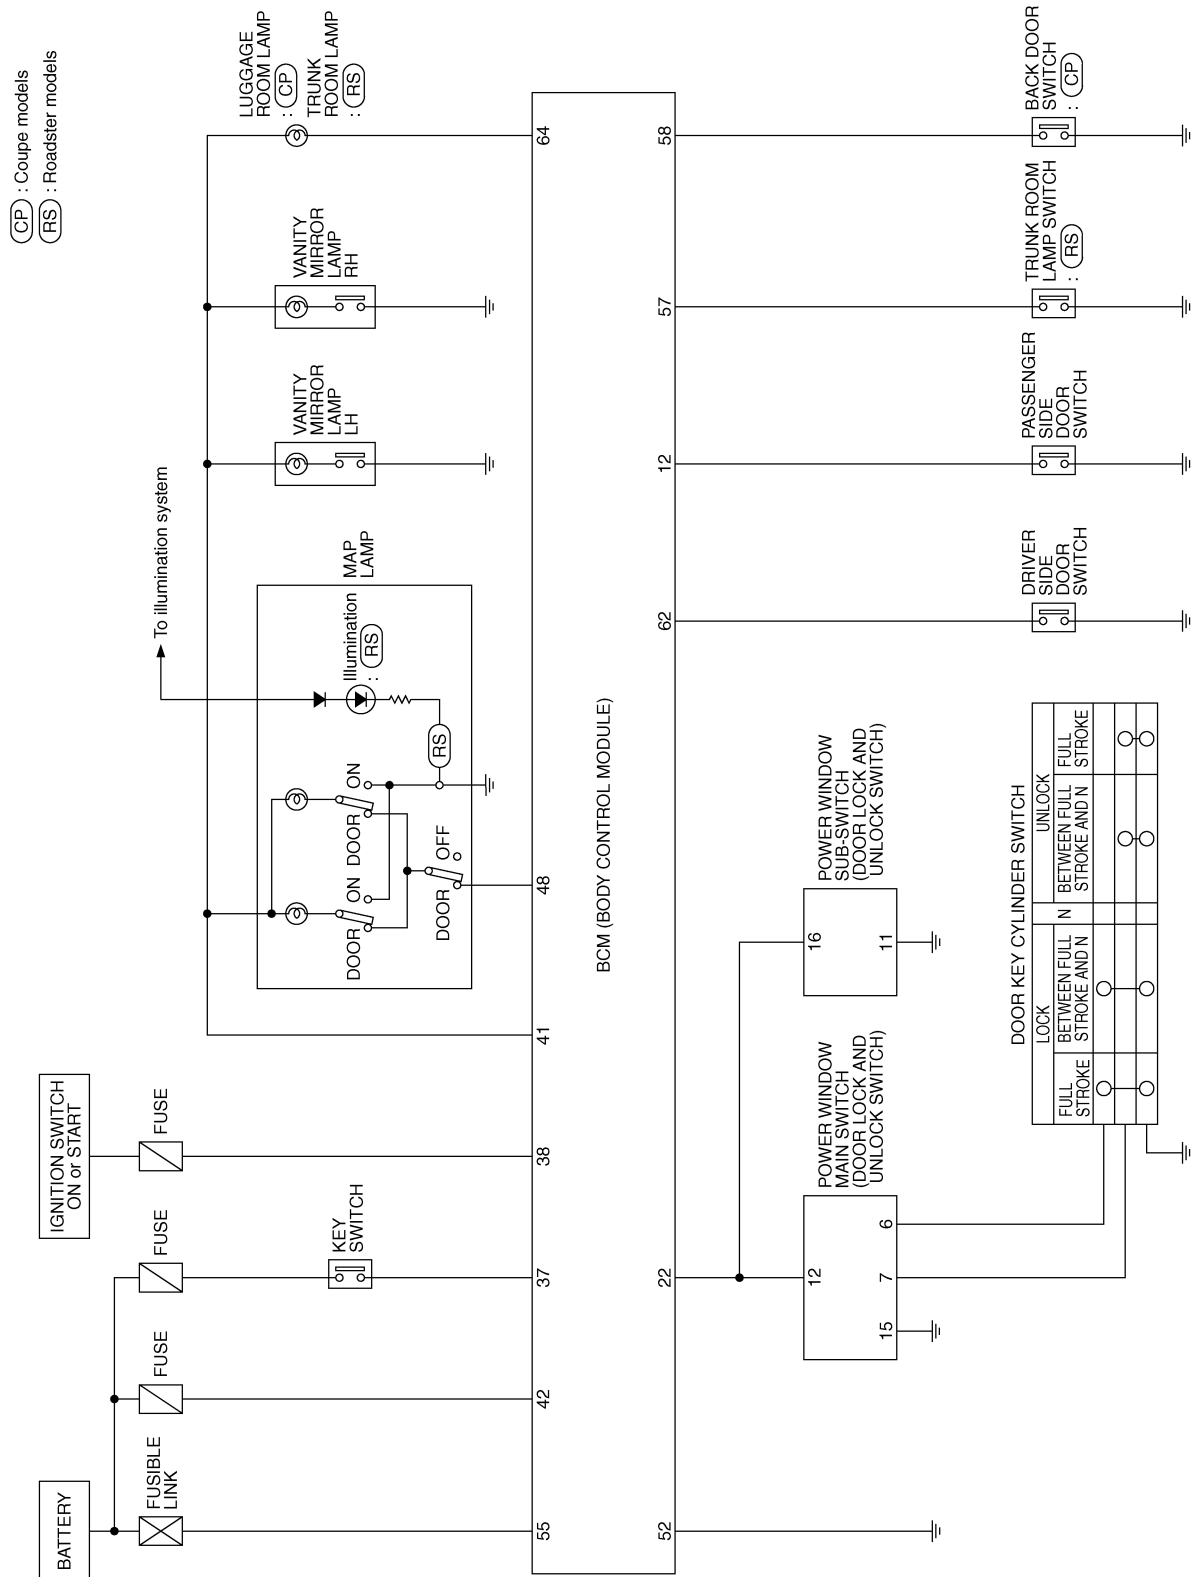 CP : Coupe models
RS : Roadster models
BATTERY
IGNITION SWITCH
ON or START
FUSIBLE
LINK
FUSE
FUSE
FUSE
KEY
SWITCH
To illumination system
MAP
LAMP
Illumination
: RS
RS
DOOR
ON
DOOR
ON
DOOR
OFF
VANITY
MIRROR
LAMP
LH
VANITY
MIRROR
LAMP
RH
LUGGAGE
ROOM LAMP
: CP
TRUNK
ROOM LAMP
: RS
55
42
37
38
41
48
64
BCM (BODY CONTROL MODULE)
52
22
62
12
57
58
POWER WINDOW
MAIN SWITCH
(DOOR LOCK AND
UNLOCK SWITCH)
12
15
7
6
POWER WINDOW
SUB-SWITCH
(DOOR LOCK AND
UNLOCK SWITCH)
16
11
DOOR KEY CYLINDER SWITCH
LOCK
N
UNLOCK
FULL
STROKE
BETWEEN FULL
STROKE AND N
BETWEEN FULL
STROKE AND N
FULL
STROKE
DRIVER
SIDE
DOOR
SWITCH
PASSENGER
SIDE
DOOR
SWITCH
TRUNK ROOM
LAMP SWITCH
: RS
BACK DOOR
SWITCH
: CP